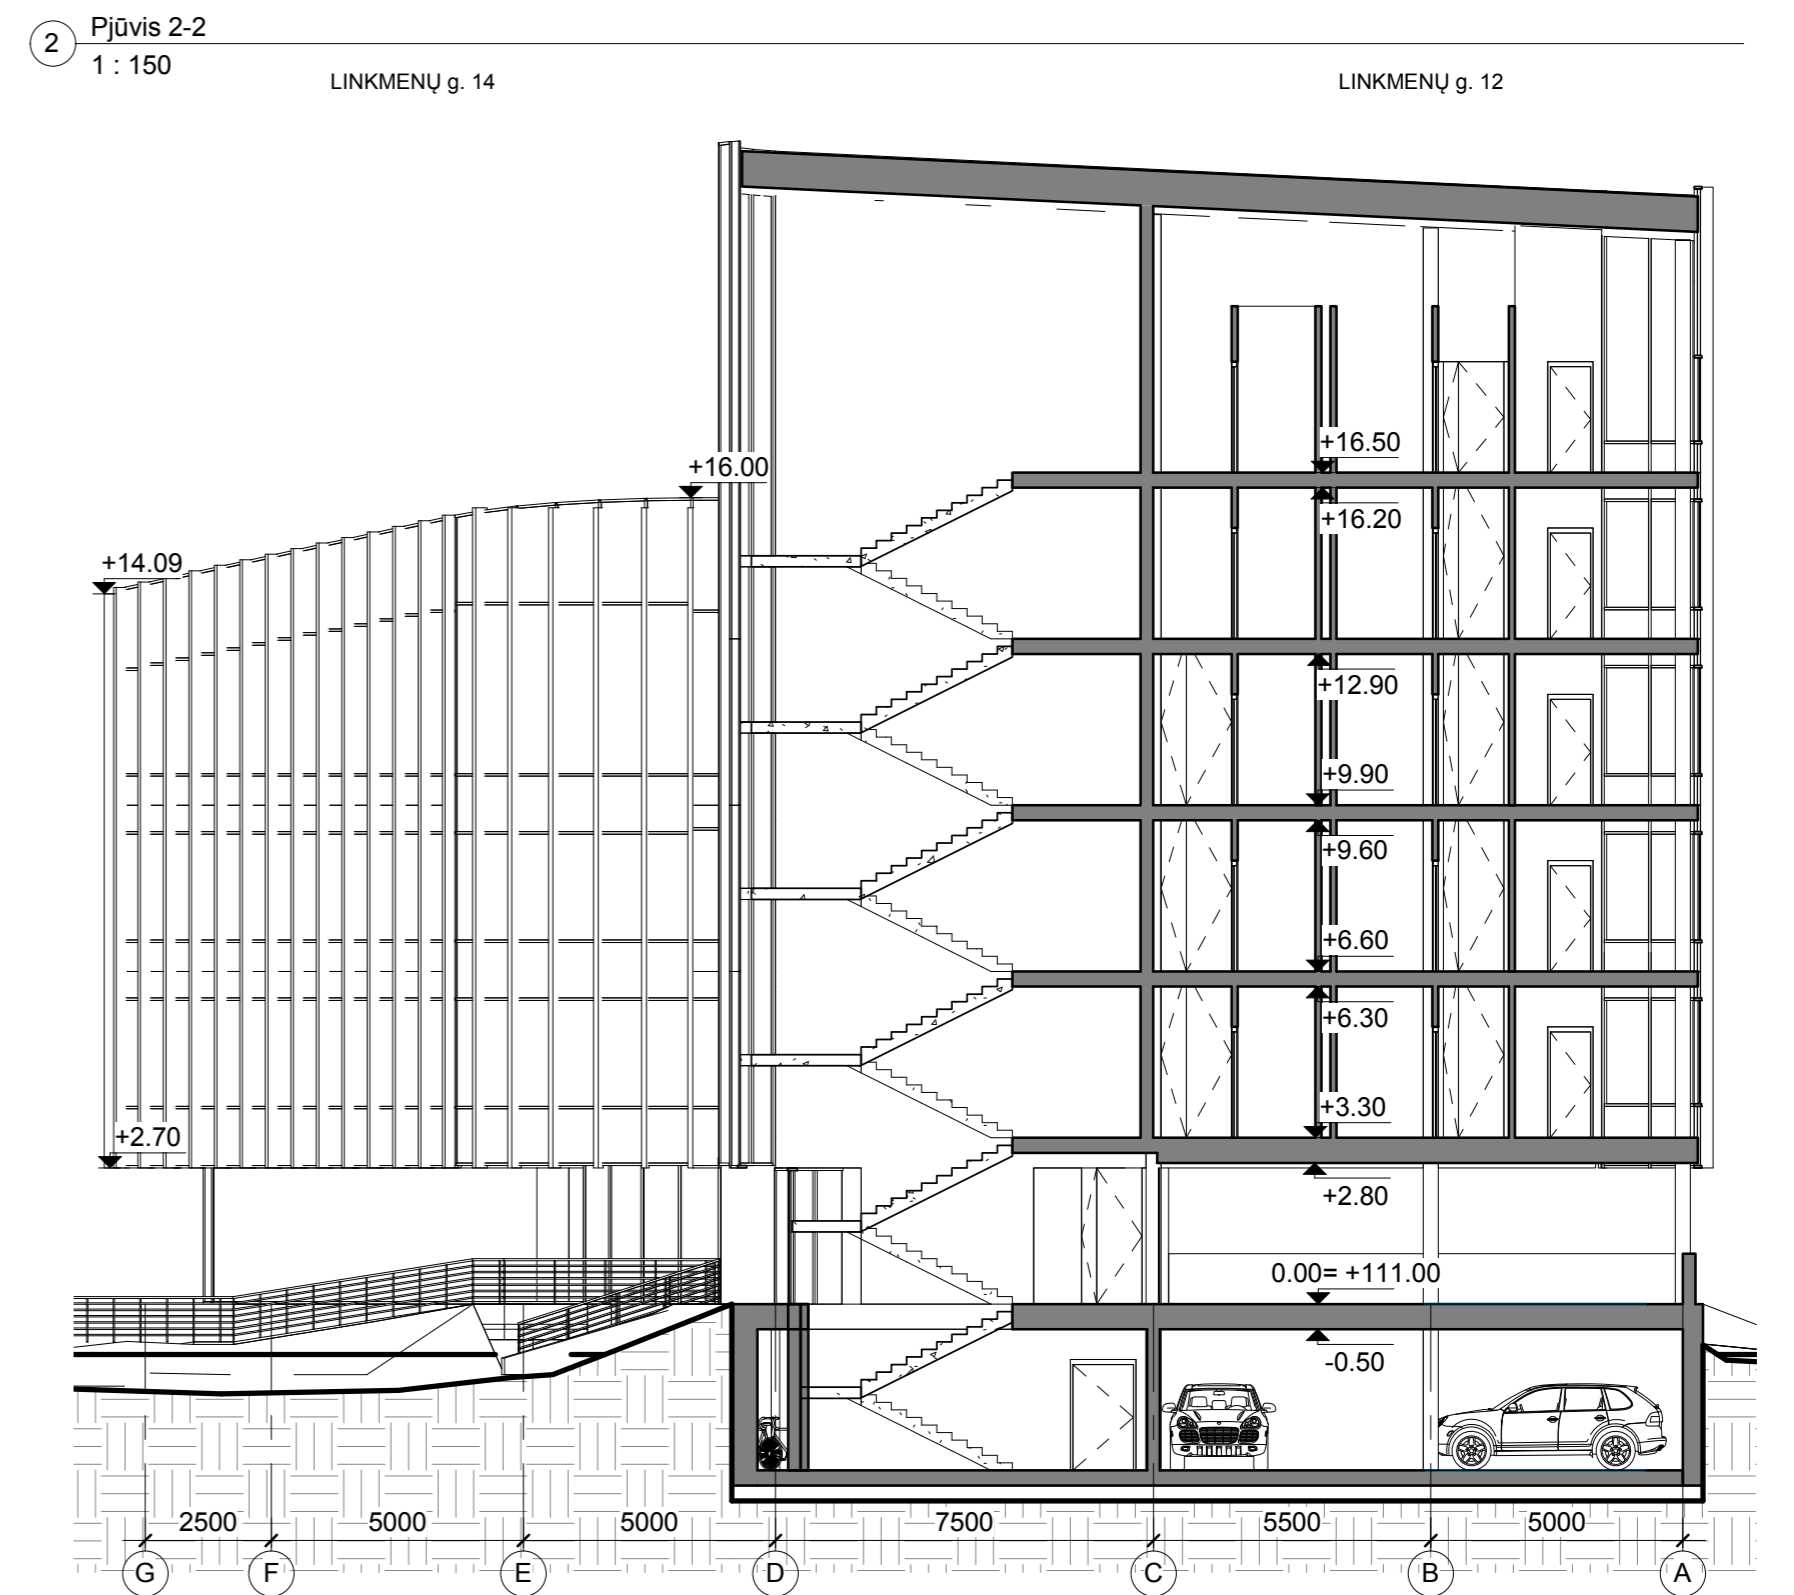 2 Pjūvis 2-2
1 : 150
LINKMENŲ g. 14 LINKMENŲ g. 12
+16.50
+16.00
+16.20
+14.09
+12.90
+9.90
+9.60
+6.60
+6.30
+3.30
+2.70
+2.80
0.00= +111.00
-0.50
2500 5000 5000 7500 5500 5000
G F E D C B A